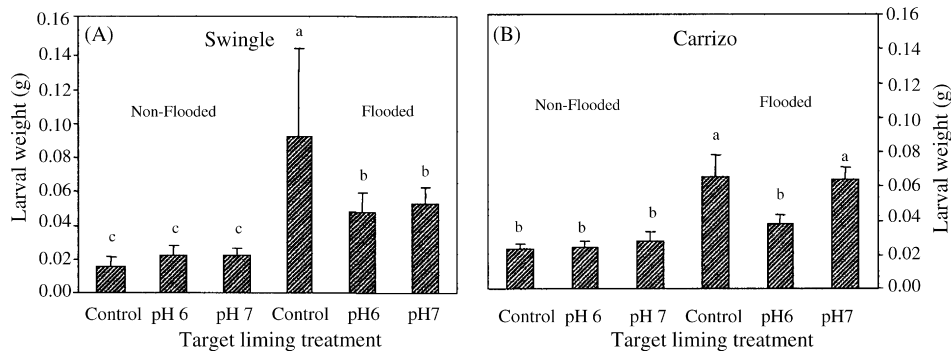 (A) Swingle
Larval weight (g)
0.16
0.14
0.12
0.10
0.08
0.06
0.04
0.02
0.00
Non-Flooded
Flooded
c c c a b b
Control pH 6 pH 7 Control pH6 pH7
Target liming treatment
(B) Carrizo
Non-Flooded
Flooded
b b b a b a
Control pH 6 pH 7 Control pH6 pH7
Target liming treatment
0.16
0.14
0.12
0.10
0.08
0.06
0.04
0.02
0.00
Larval weight (g)